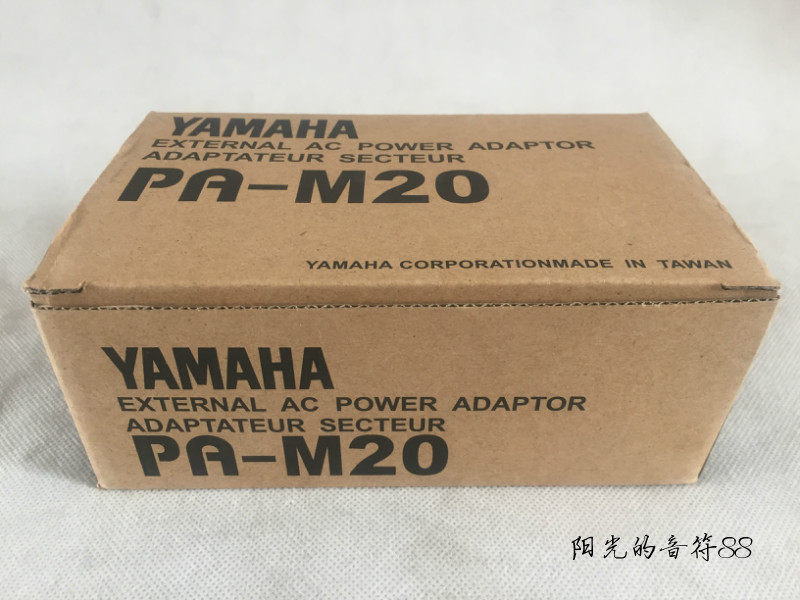 YAMAHA
EXTERNAL AC POWER ADAPTOR
ADAPTATEUR SECTEUR
PA-M20
YAMAHA CORPORATIONMADE IN TAWAN
YAMAHA
EXTERNAL AC POWER ADAPTOR
ADAPTATEUR SECTEUR
PA-M20
阳光的音符88